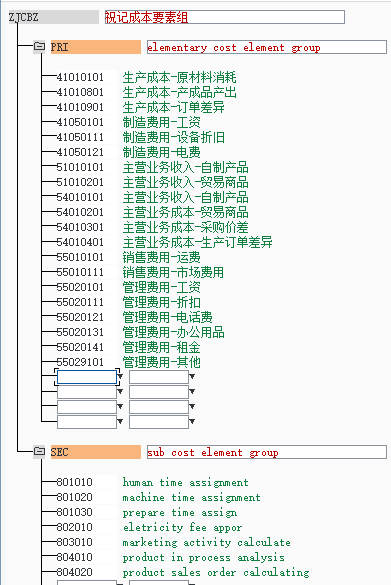 ZJCBZ 祝记成本要素组
PRI elementary cost element group
41010101 生产成本-原材料消耗
41010801 生产成本-产成品产出
41010901 生产成本-订单差异
41050101 制造费用-工资
41050111 制造费用-设备折旧
41050121 制造费用-电费
51010101 主营业务收入-自制产品
51010201 主营业务收入-贸易商品
54010101 主营业务成本-自制产品
54010201 主营业务成本-贸易商品
54010301 主营业务成本-采购价差
54010401 主营业务成本-生产订单差异
55010101 销售费用-运费
55010111 销售费用-市场费用
55020101 管理费用-工资
55020111 管理费用-折扣
55020121 管理费用-电话费
55020131 管理费用-办公用品
55020141 管理费用-租金
55029101 管理费用-其他
SEC sub cost element group
801010 human time assignment
801020 machine time assignment
801030 prepare time assign
802010 eletricity fee appor
803010 marketing activity calculate
804010 product in process analysis
804020 product sales order calculating